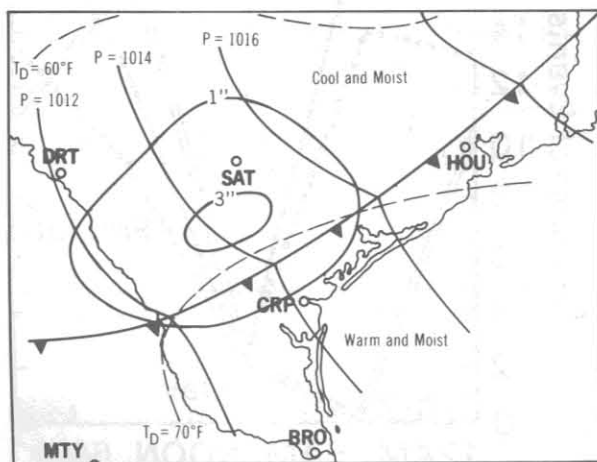 P = 1016
P = 1014
T_D = 60°F
Cool and Moist
P = 1012
1"
DRT
SAT
HOU
3"
CRP
Warm and Moist
T_D = 70°F
BRO
MTY